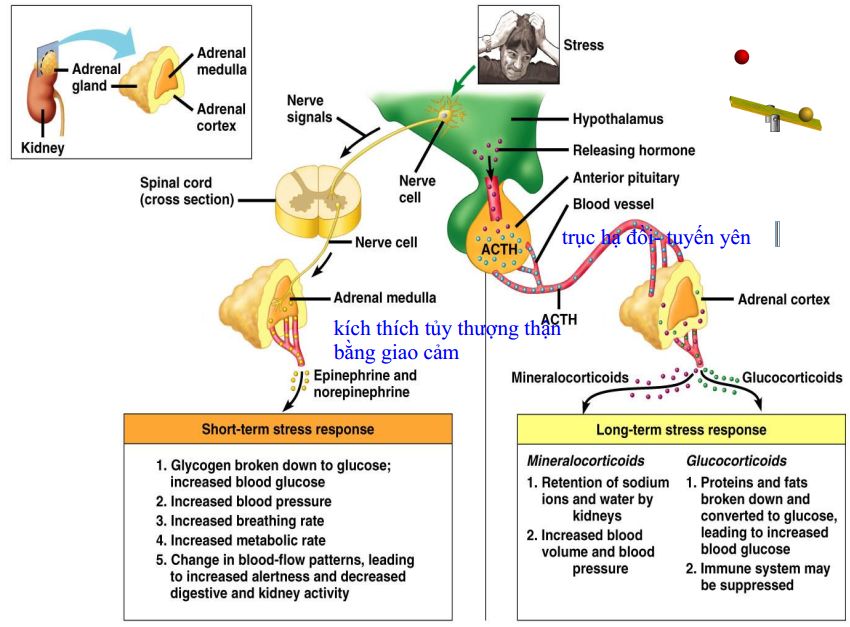 Adrenal
gland
Adrenal
medulla
Adrenal
cortex
Kidney
Stress
Nerve
signals
Hypothalamus
Releasing hormone
Nerve
cell
Anterior pituitary
Spinal cord
(cross section)
Blood vessel
Nerve cell
ACTH
trục hạ đồi- tuyến yên
Adrenal medulla
ACTH
Adrenal cortex
kích thích tủy thượng thận
bằng giao cảm
Epinephrine and
norepinephrine
Mineralocorticoids
Glucocorticoids
Short-term stress response
1. Glycogen broken down to glucose;
increased blood glucose
2. Increased blood pressure
3. Increased breathing rate
4. Increased metabolic rate
5. Change in blood-flow patterns, leading
to increased alertness and decreased
digestive and kidney activity
Long-term stress response
Mineralocorticoids
1. Retention of sodium
ions and water by
kidneys
2. Increased blood
volume and blood
pressure
Glucocorticoids
1. Proteins and fats
broken down and
converted to glucose,
leading to increased
blood glucose
2. Immune system may
be suppressed